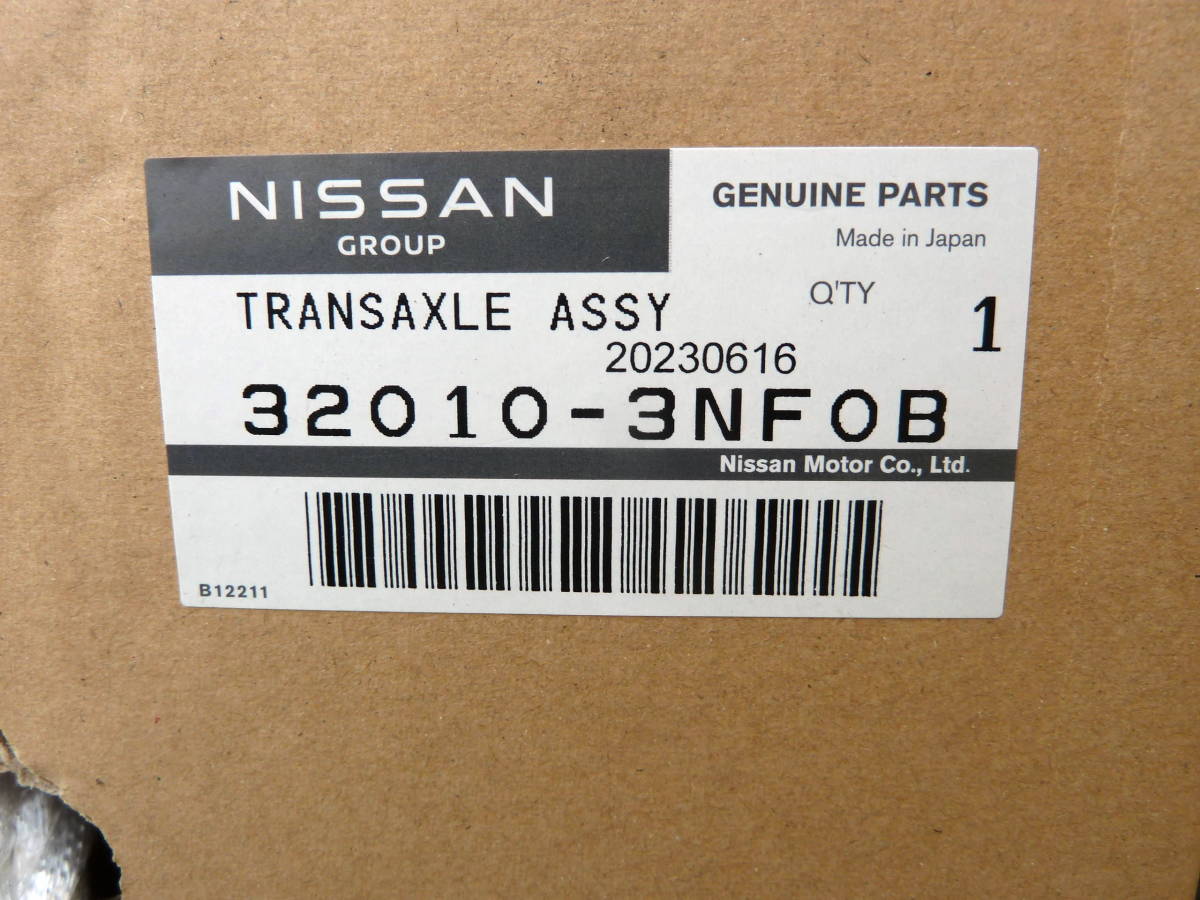 NISSAN
GROUP
GENUINE PARTS
Made in Japan
TRANSAXLE ASSY
Q'TY 1
20230616
32010-3NF0B
Nissan Motor Co., Ltd.
B12211